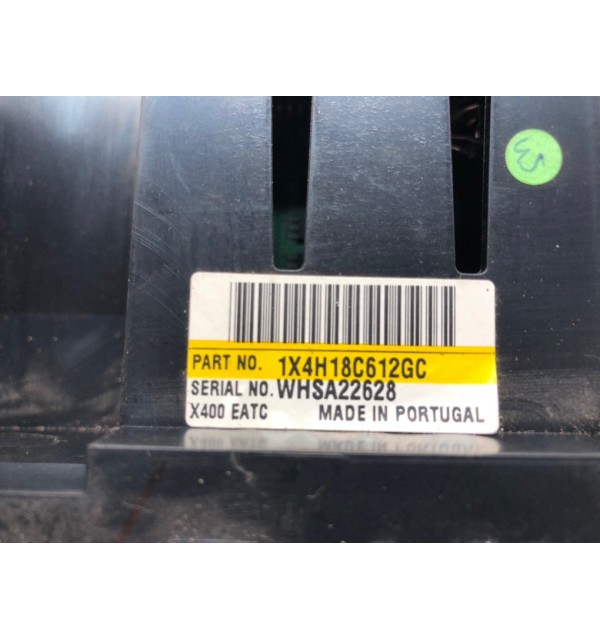 PART NO. 1X4H18C612GC
SERIAL NO. WHSA22628
X400 EATC MADE IN PORTUGAL